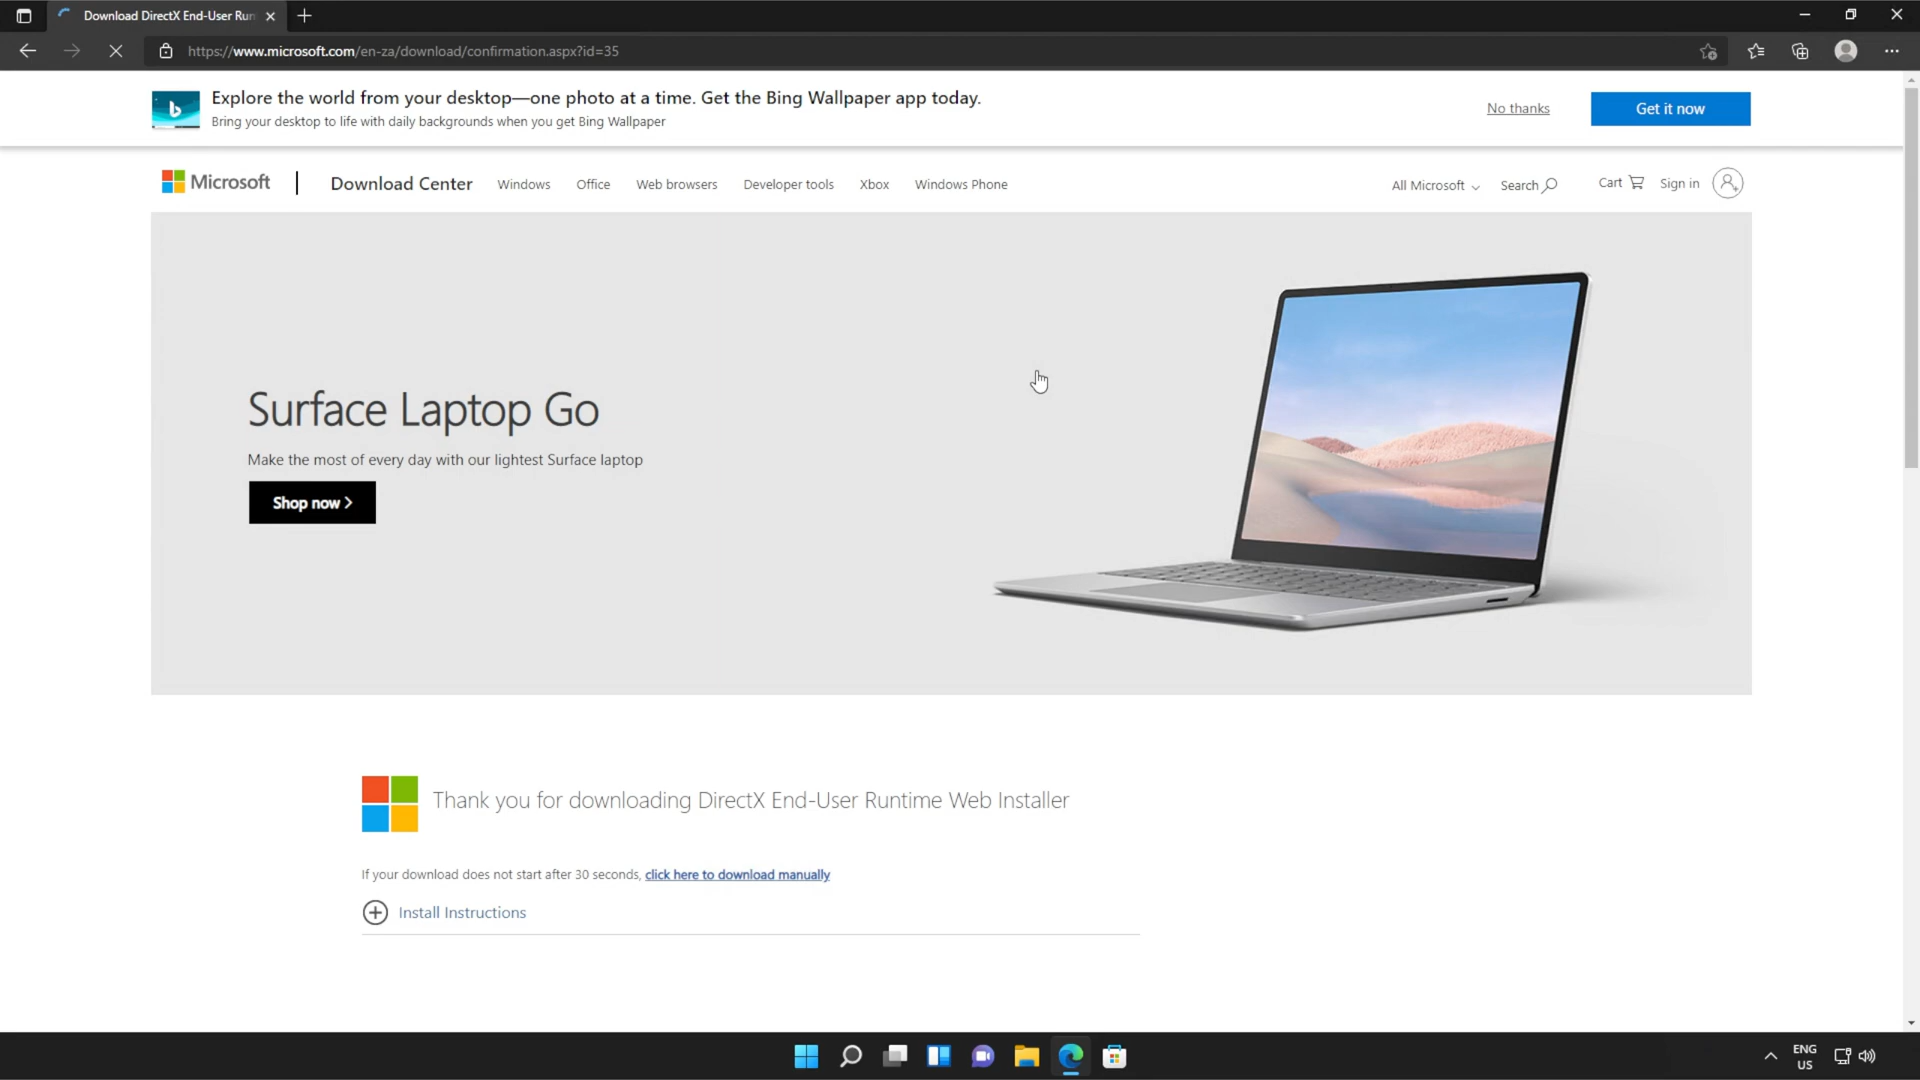 Download DirectX End-User Run
https://www.microsoft.com/en-za/download/confirmation.aspx?id=35
Explore the world from your desktop—one photo at a time. Get the Bing Wallpaper app today.
Bring your desktop to life with daily backgrounds when you get Bing Wallpaper
No thanks
Get it now
Microsoft
Download Center
Windows
Office
Web browsers
Developer tools
Xbox
Windows Phone
All Microsoft
Search
Cart
Sign in
Surface Laptop Go
Make the most of every day with our lightest Surface laptop
Shop now >
Thank you for downloading DirectX End-User Runtime Web Installer
If your download does not start after 30 seconds, click here to download manually
Install Instructions
ENG
US